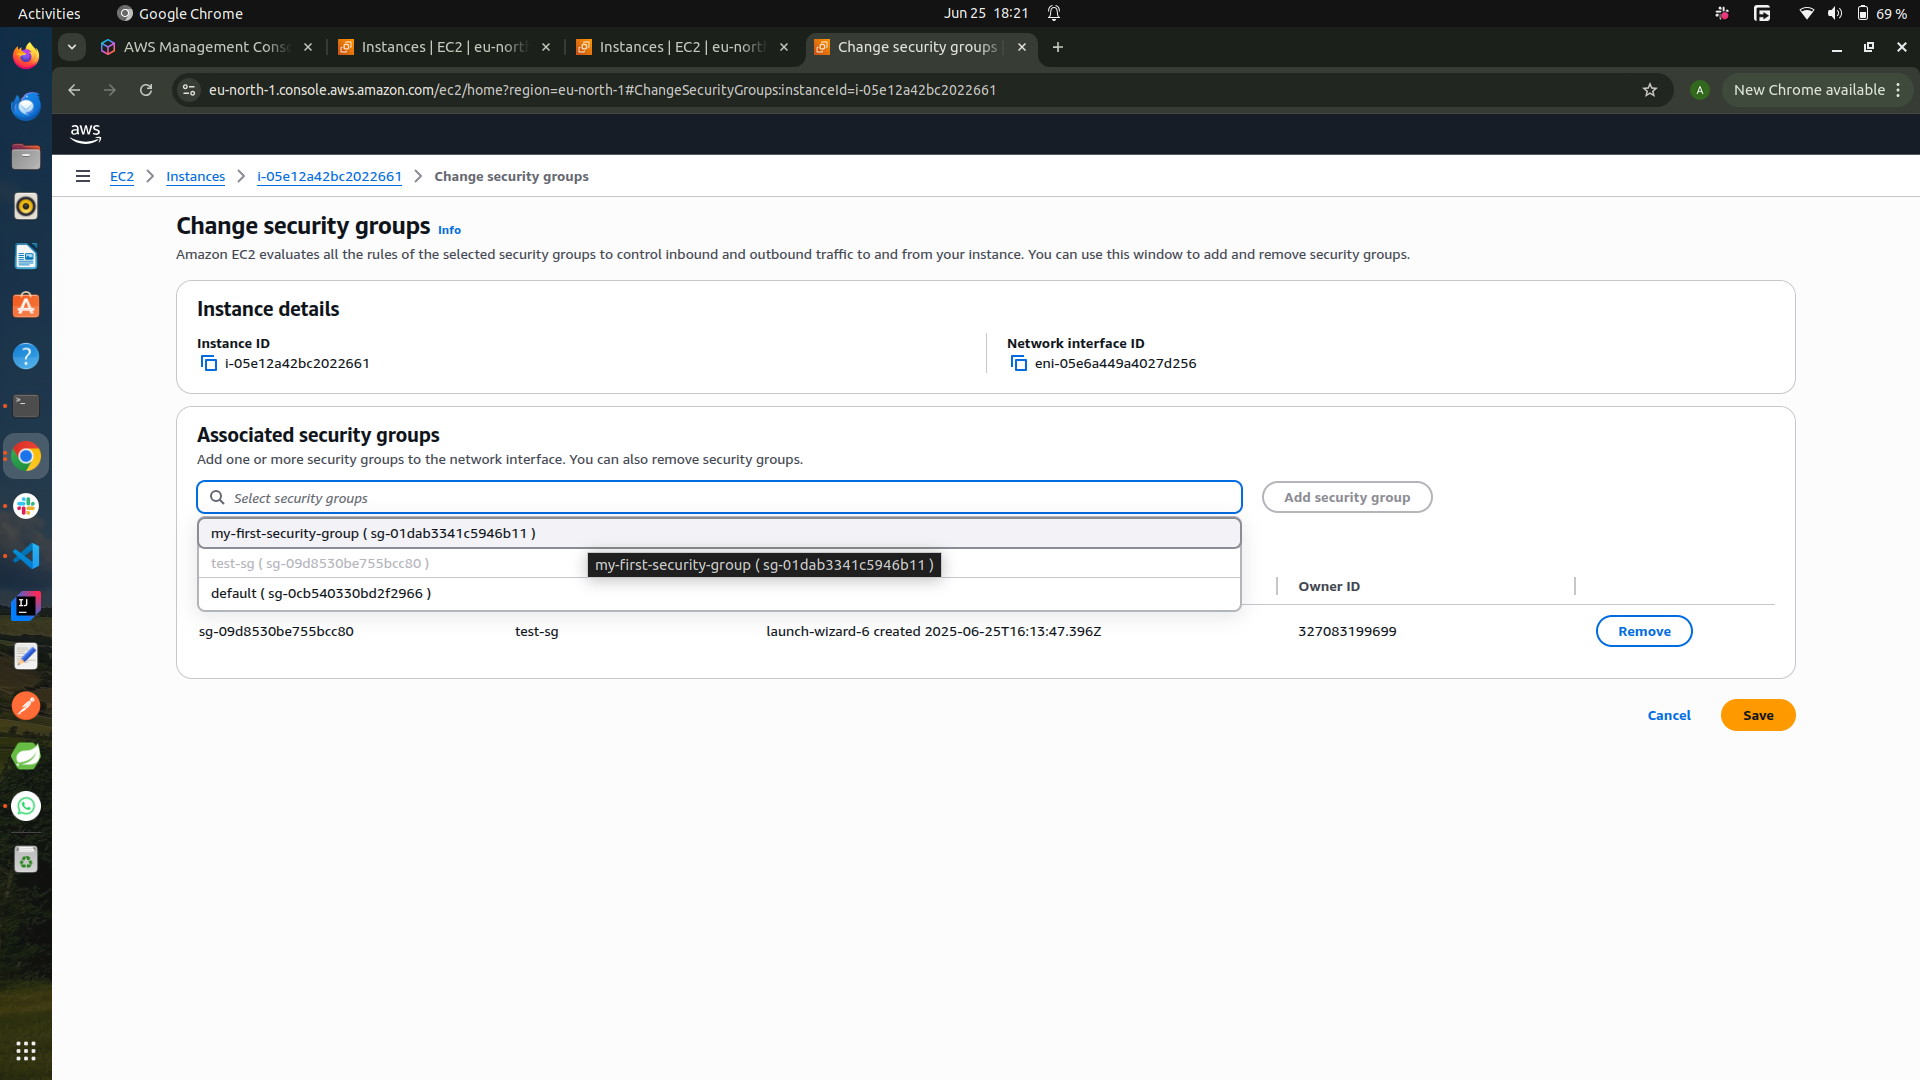 Activities
Google Chrome
Jun 25 18:21
69 %
AWS Management Conso
Instances | EC2 | eu-nort
Instances | EC2 | eu-nort
Change security groups
eu-north-1.console.aws.amazon.com/ec2/home?region=eu-north-1#ChangeSecurityGroups:instanceId=i-05e12a42bc2022661
A
New Chrome available
aws
EC2
Instances
i-05e12a42bc2022661
Change security groups
Change security groups Info
Amazon EC2 evaluates all the rules of the selected security groups to control inbound and outbound traffic to and from your instance. You can use this window to add and remove security groups.
Instance details
Instance ID
i-05e12a42bc2022661
Network interface ID
eni-05e6a449a4027d256
Associated security groups
Add one or more security groups to the network interface. You can also remove security groups.
Select security groups
Add security group
my-first-security-group ( sg-01dab3341c5946b11 )
test-sg ( sg-09d8530be755bcc80 )
my-first-security-group ( sg-01dab3341c5946b11 )
default ( sg-0cb540330bd2f2966 )
Owner ID
sg-09d8530be755bcc80
test-sg
launch-wizard-6 created 2025-06-25T16:13:47.396Z
327083199699
Remove
Cancel
Save